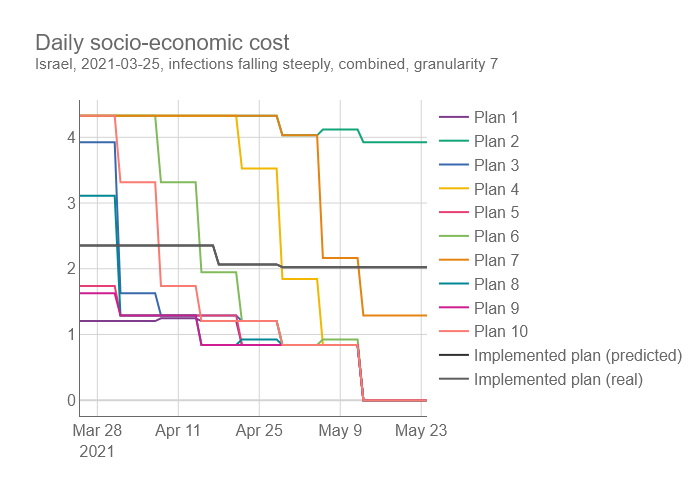 Daily socio-economic cost
Israel, 2021-03-25, infections falling steeply, combined, granularity 7
4
3
2
1
0
Mar 28
2021
Apr 11
Apr 25
May 9
May 23
Plan 1
Plan 2
Plan 3
Plan 4
Plan 5
Plan 6
Plan 7
Plan 8
Plan 9
Plan 10
Implemented plan (predicted)
Implemented plan (real)